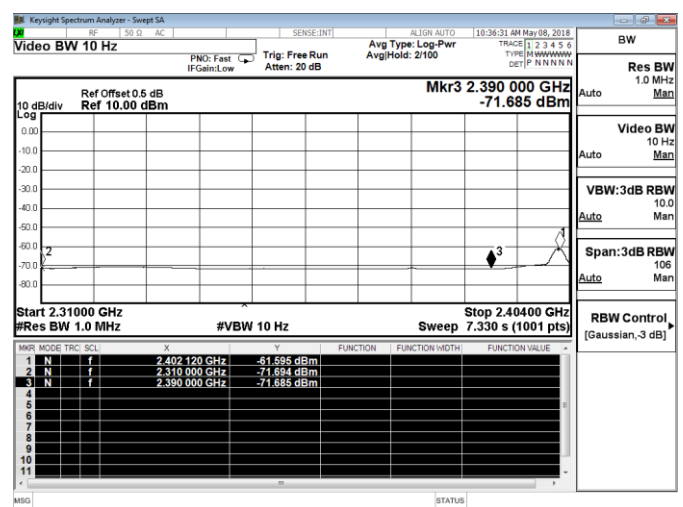 Keysight Spectrum Analyzer - Swept SA
RF 50 Ω AC SENSE:INT ALIGN AUTO 10:36:31 AM May 08, 2018
Video BW 10 Hz
PNO: Fast
IFGain:Low
Trig: Free Run
Atten: 20 dB
Avg Type: Log-Pwr
Avg|Hold: 2/100
TRACE 1 2 3 4 5 6
TYPE M WWWWW
DET P N N N N N
Ref Offset 0.5 dB
10 dB/div Ref 10.00 dBm
Mkr3 2.390 000 GHz
-71.685 dBm
Log
0.00
-10.0
-20.0
-30.0
-40.0
-50.0
-60.0
-70.0
-80.0
2
3
1
Start 2.31000 GHz Stop 2.40400 GHz
#Res BW 1.0 MHz #VBW 10 Hz Sweep 7.330 s (1001 pts)
MKR MODE TRC SCL X Y FUNCTION FUNCTION WIDTH FUNCTION VALUE
1 N f 2.402 120 GHz -61.595 dBm
2 N f 2.310 000 GHz -71.694 dBm
3 N f 2.390 000 GHz -71.685 dBm
4
5
6
7
8
9
10
11
MSG STATUS
BW
Res BW
1.0 MHz
Auto Man
Video BW
10 Hz
Auto Man
VBW:3dB RBW
10.0
Auto Man
Span:3dB RBW
106
Auto Man
RBW Control
[Gaussian,-3 dB]